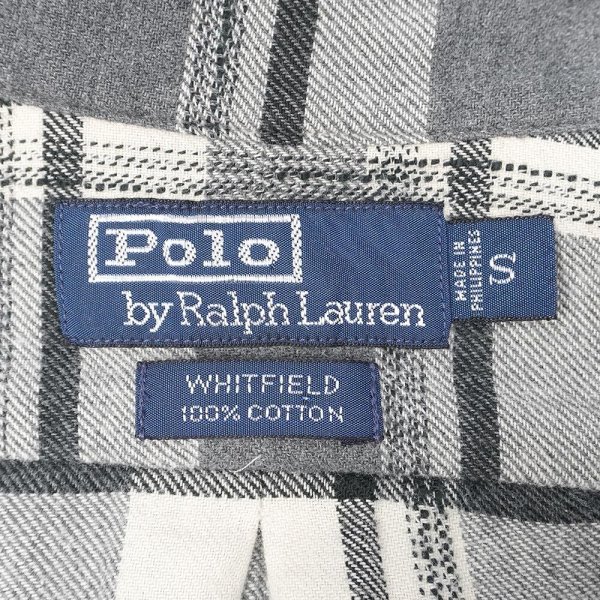 Polo
by Ralph Lauren
MADE IN
PHILIPPINES
S
WHITFIELD
100% COTTON